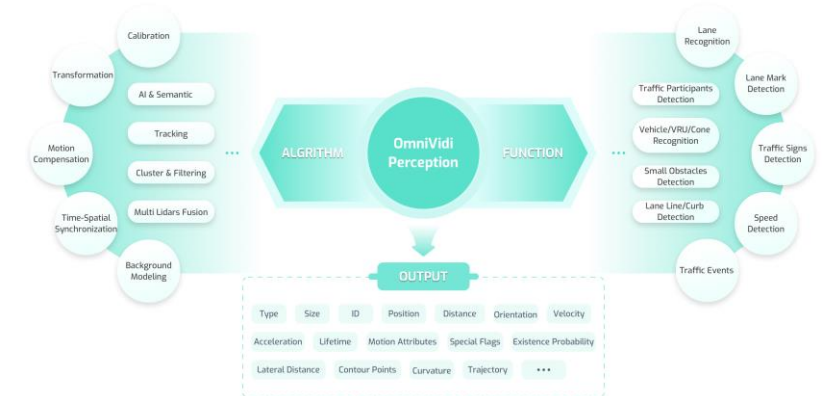 Calibration
Transformation
Motion
Compensation
Time-Spatial
Synchronization
Background
Modeling
AI & Semantic
Tracking
Cluster & Filtering
Multi Lidars Fusion
...
ALGRITHM
OmniVidi
Perception
FUNCTION
...
Traffic Participants
Detection
Vehicle/VRU/Cone
Recognition
Small Obstacles
Detection
Lane Line/Curb
Detection
Lane
Recognition
Lane Mark
Detection
Traffic Signs
Detection
Speed
Detection
Traffic Events
OUTPUT
Type Size ID Position Distance Orientation Velocity
Acceleration Lifetime Motion Attributes Special Flags Existence Probability
Lateral Distance Contour Points Curvature Trajectory ...